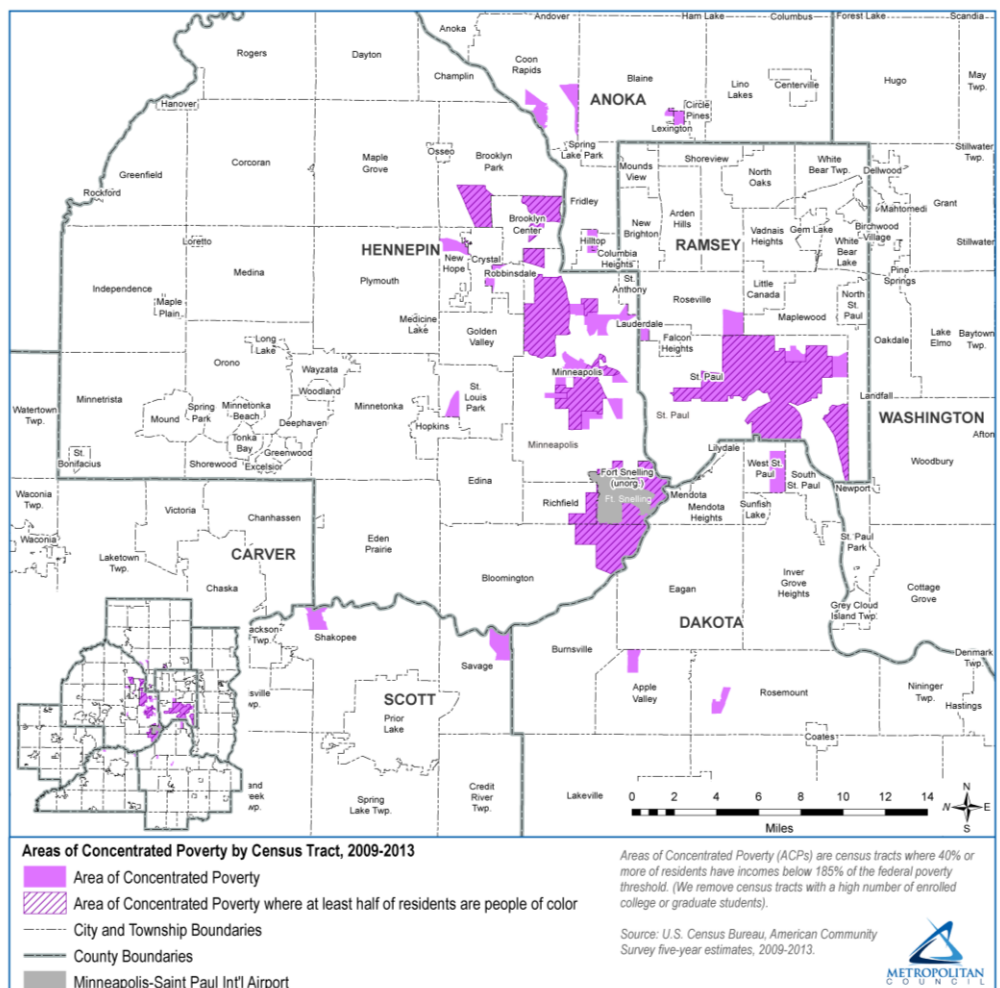 Andover
Ham Lake
Columbus
Forest Lake
Scandia
Anoka
Rogers
Dayton
Champlin
Coon
Rapids
Blaine
ANOKA
Lino
Lakes
Centerville
Hugo
May
Twp.
Hanover
Circle
Pines
Lexington
Greenfield
Corcoran
Maple
Grove
Osseo
Brooklyn
Park
Spring
Lake Park
Mounds
View
Shoreview
North
Oaks
White
Bear Twp.
Dellwood
Stillwater
Twp.
Rockford
Brooklyn
Center
Fridley
New
Brighton
Arden
Hills
RAMSEY
Vadnais
Heights
Gem Lake
White
Bear
Lake
Mahtomedi
Birchwood
Village
Grant
Stillwater
Loretto
HENNEPIN
New
Hope
Crystal
Robbinsdale
Hilltop
Columbia
Heights
St.
Anthony
Pine
Springs
Independence
Medina
Plymouth
Maple
Plain
Medicine
Lake
Golden
Valley
Roseville
Little
Canada
Maplewood
North
St.
Paul
Lauderdale
Falcon
Heights
Oakdale
Lake
Elmo
Baytown
Twp.
Long
Lake
Orono
Wayzata
Woodland
Minneapolis
St. Paul
St. Paul
Landfall
WASHINGTON
Afton
Watertown
Twp.
Minnetrista
Mound
Spring
Park
Minnetonka
Beach
Tonka
Bay
Deephaven
Greenwood
Shorewood
Excelsior
Minnetonka
Hopkins
St.
Louis
Park
Minneapolis
St.
Bonifacius
Lilydale
West St.
Paul
South
St. Paul
Newport
Woodbury
Waconia
Twp.
Waconia
Victoria
Chanhassen
Edina
Richfield
Fort Snelling
(unorg.)
Ft. Snelling
Mendota
Mendota
Heights
Sunfish
Lake
Laketown
Twp.
CARVER
Chaska
Eden
Prairie
Bloomington
Eagan
Inver
Grove
Heights
St. Paul
Park
Cottage
Grove
Grey Cloud
Island Twp.
DAKOTA
ackson
Twp.
Shakopee
Savage
Burnsville
Apple
Valley
Rosemount
Denmark
Twp.
Nininger
Twp.
Hastings
sville
wp.
SCOTT
Prior
Lake
Coates
and
eek
wp.
Spring
Lake Twp.
Credit
River
Twp.
Lakeville
0 2 4 6 8 10 12 14
Miles
N
N E
S
Areas of Concentrated Poverty by Census Tract, 2009-2013
Area of Concentrated Poverty
Area of Concentrated Poverty where at least half of residents are people of color
City and Township Boundaries
County Boundaries
Minneapolis-Saint Paul Int'l Airport
Areas of Concentrated Poverty (ACPs) are census tracts where 40% or
more of residents have incomes below 185% of the federal poverty
threshold. (We remove census tracts with a high number of enrolled
college or graduate students).
Source: U.S. Census Bureau, American Community
Survey five-year estimates, 2009-2013.
METROPOLITAN
COUNCIL